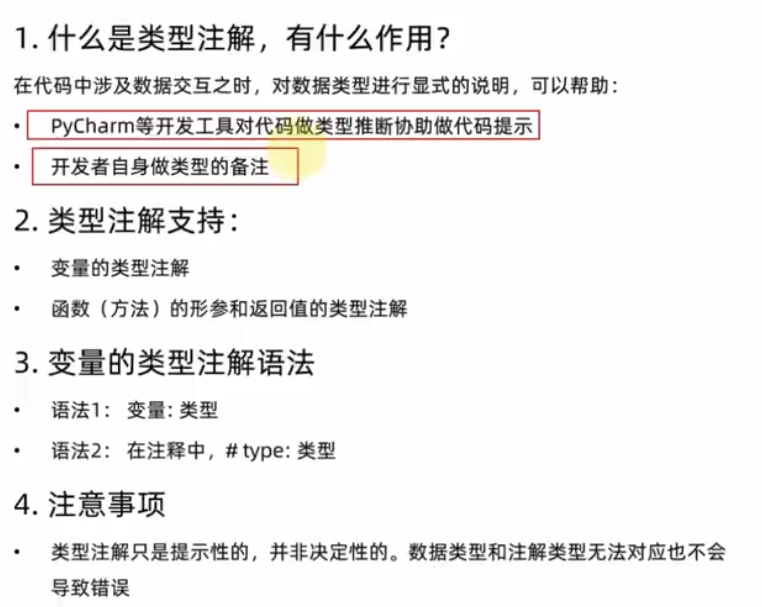 1. 什么是类型注解，有什么作用？
在代码中涉及数据交互之时，对数据类型进行显式的说明，可以帮助：
• PyCharm等开发工具对代码做类型推断协助做代码提示
• 开发者自身做类型的备注
2. 类型注解支持：
• 变量的类型注解
• 函数（方法）的形参和返回值的类型注解
3. 变量的类型注解语法
• 语法1： 变量: 类型
• 语法2： 在注释中，# type: 类型
4. 注意事项
• 类型注解只是提示性的，并非决定性的。数据类型和注解类型无法对应也不会
导致错误